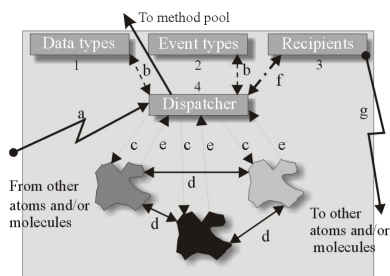 To method pool
Data types
Event types
Recipients
1
2
3
b
b
f
4
Dispatcher
a
g
c
e
c
e
c
e
d
From other
atoms and/or
molecules
To other
atoms and/or
molecules
d
d